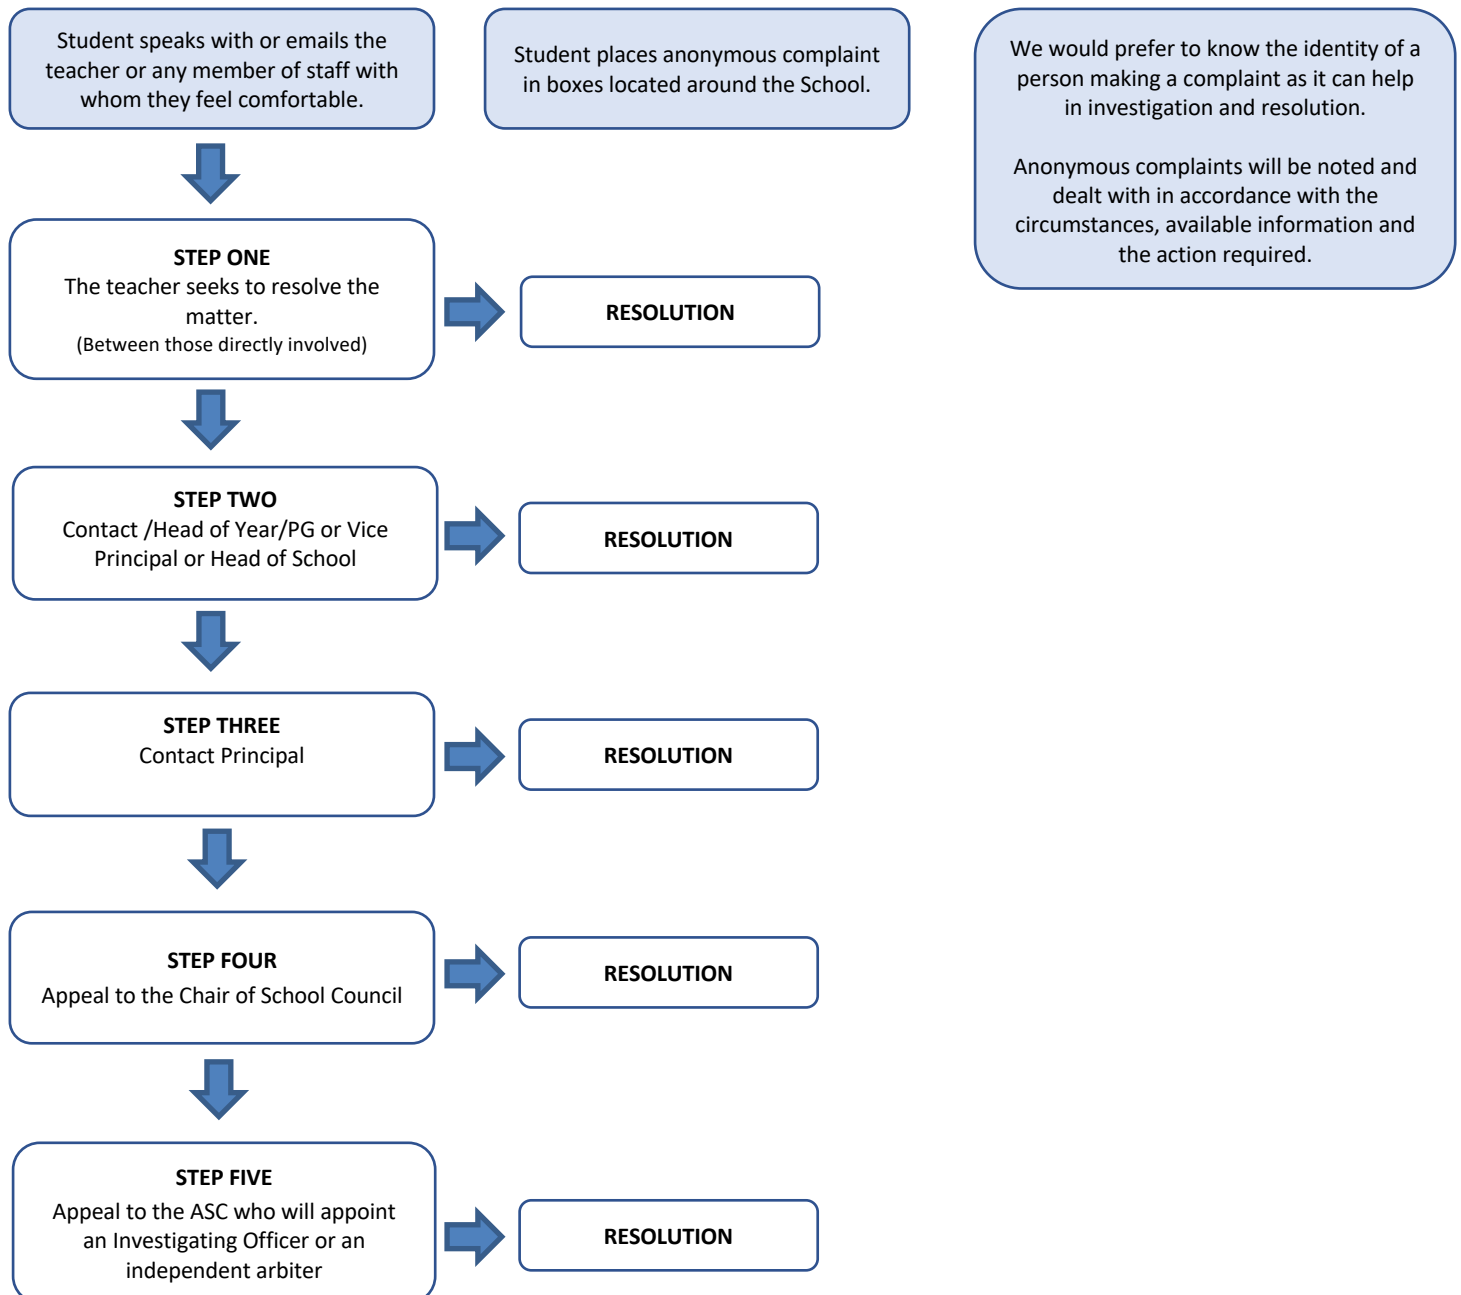 Student speaks with or emails the
teacher or any member of staff with
whom they feel comfortable.
Student places anonymous complaint
in boxes located around the School.
We would prefer to know the identity of a
person making a complaint as it can help
in investigation and resolution.
Anonymous complaints will be noted and
dealt with in accordance with the
circumstances, available information and
the action required.
STEP ONE
The teacher seeks to resolve the
matter.
(Between those directly involved)
RESOLUTION
STEP TWO
Contact /Head of Year/PG or Vice
Principal or Head of School
RESOLUTION
STEP THREE
Contact Principal
RESOLUTION
STEP FOUR
Appeal to the Chair of School Council
RESOLUTION
STEP FIVE
Appeal to the ASC who will appoint
an Investigating Officer or an
independent arbiter
RESOLUTION